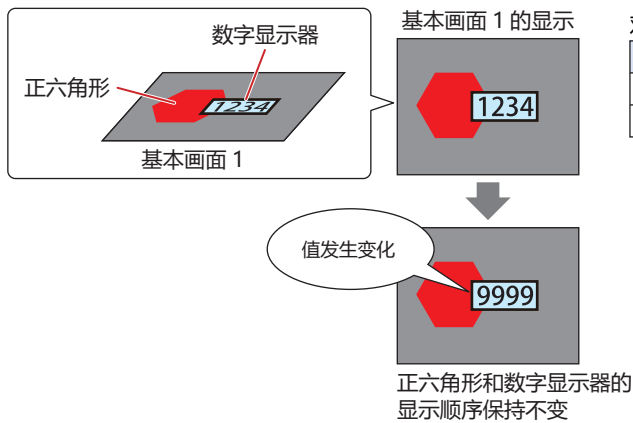 数字显示器
正六角形
1234
基本画面 1
基本画面 1 的显示
1234
值发生变化
9999
正六角形和数字显示器的
显示顺序保持不变